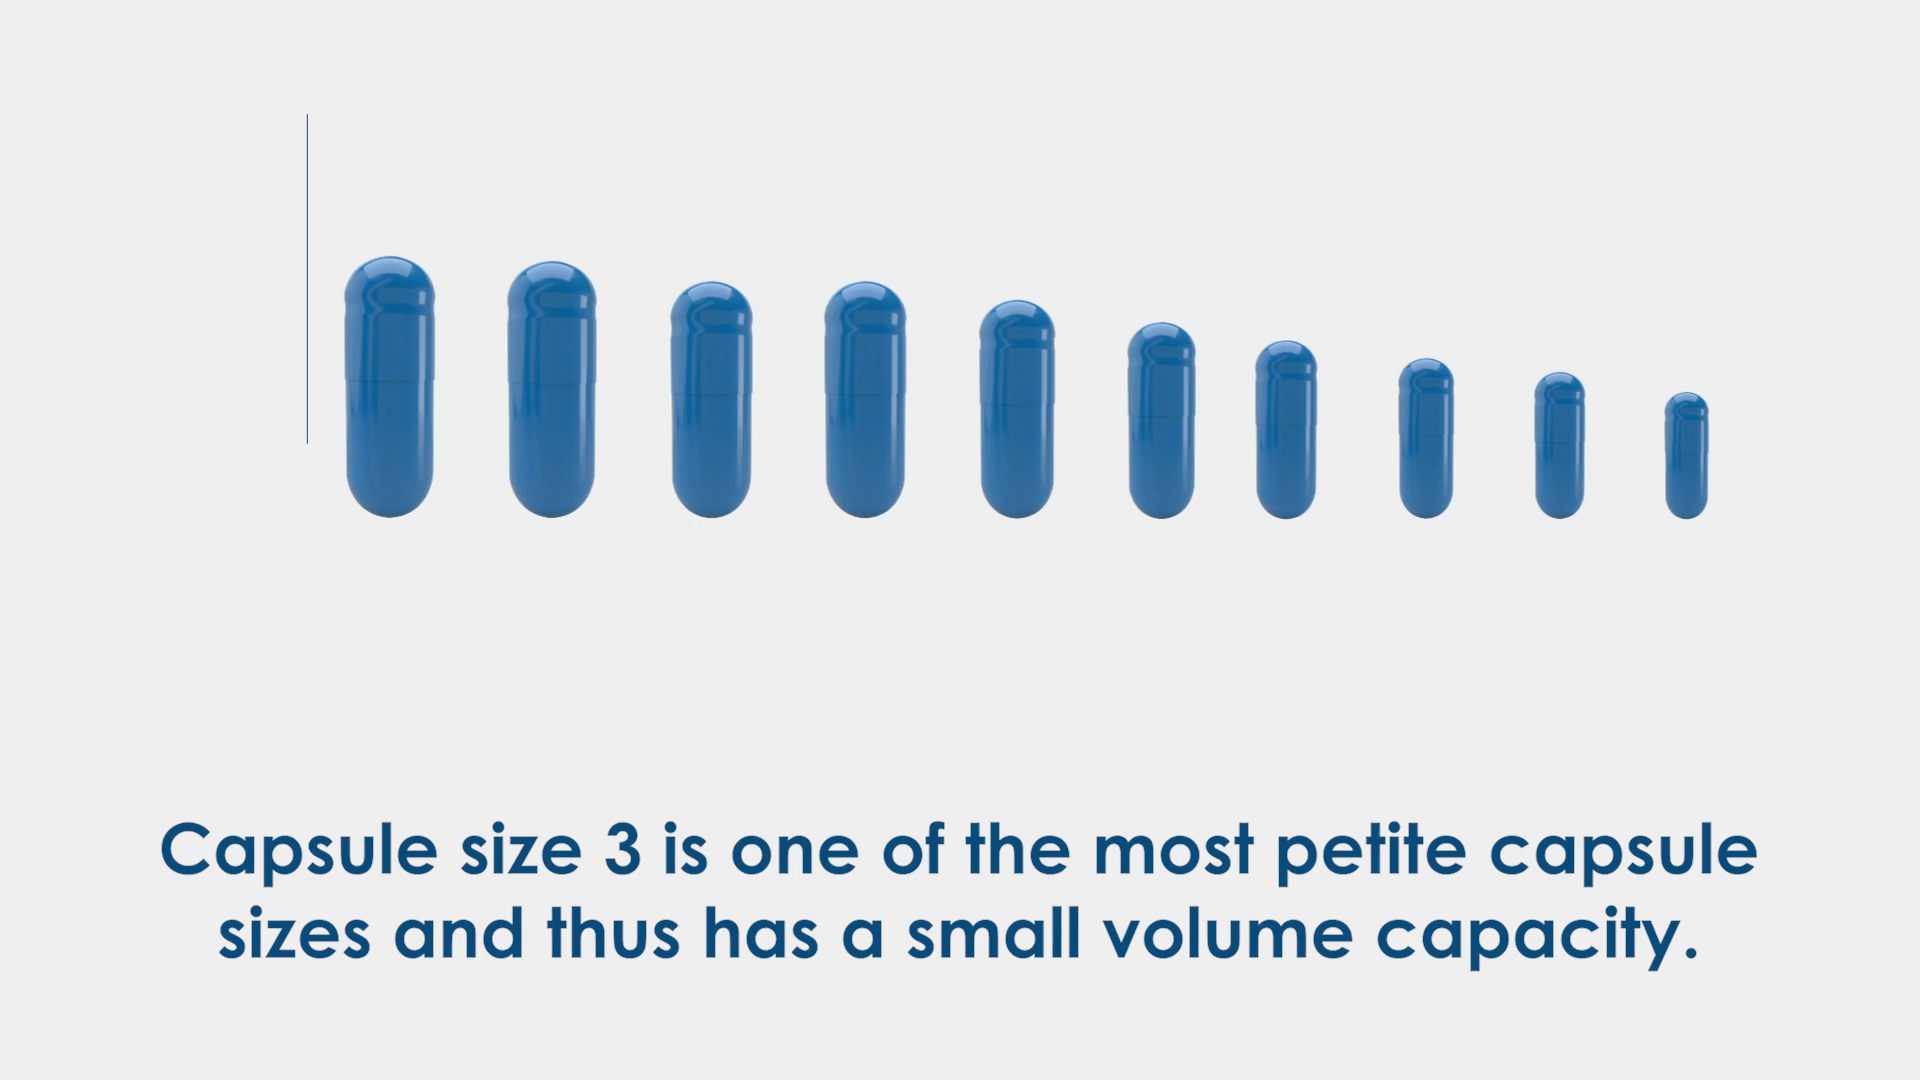 Capsule size 3 is one of the most petite capsule
sizes and thus has a small volume capacity.